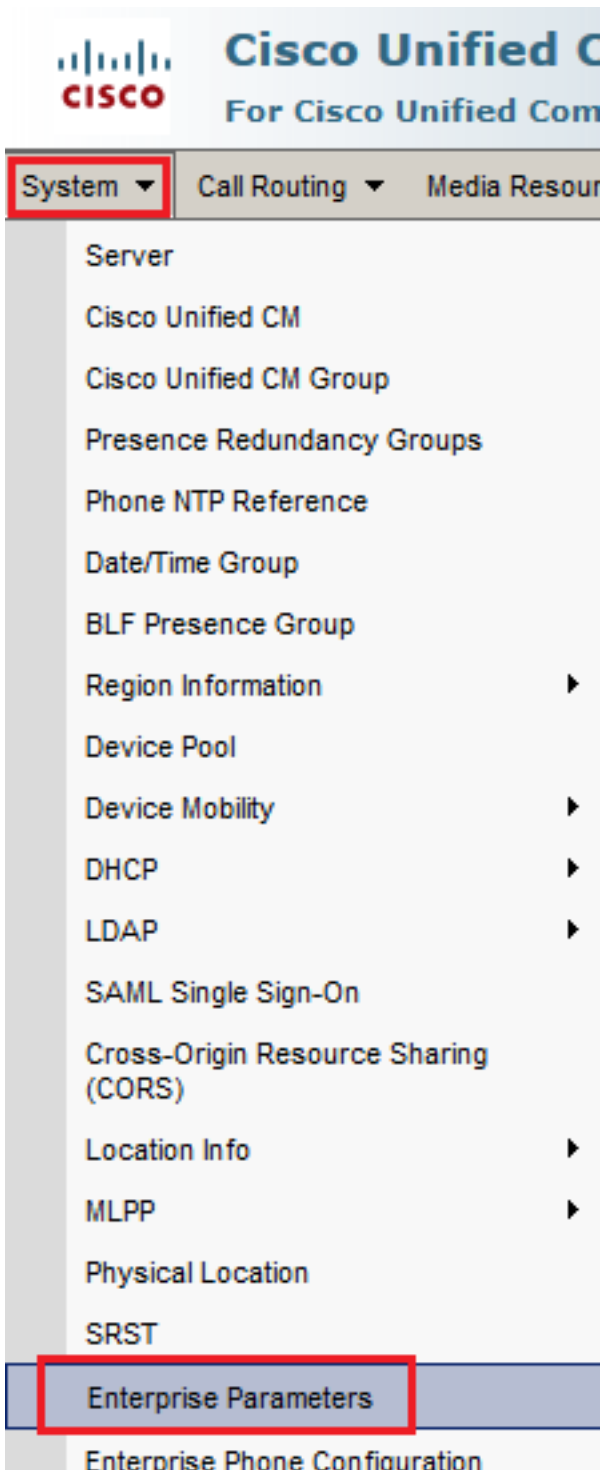 Cisco Unified C
CISCO
For Cisco Unified Com
System Call Routing Media Resour
Server
Cisco Unified CM
Cisco Unified CM Group
Presence Redundancy Groups
Phone NTP Reference
Date/Time Group
BLF Presence Group
Region Information
Device Pool
Device Mobility
DHCP
LDAP
SAML Single Sign-On
Cross-Origin Resource Sharing
(CORS)
Location Info
MLPP
Physical Location
SRST
Enterprise Parameters
Enterprise Phone Configuration